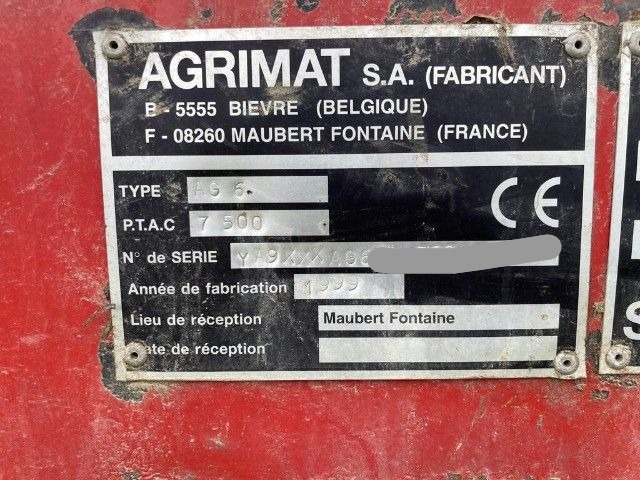 AGRIMAT S.A. (FABRICANT)
B - 5555 BIEVRE (BELGIQUE)
F - 08260 MAUBERT FONTAINE (FRANCE)
TYPE AG 6
P.T.A.C 7 500
CE
N° de SERIE YA9XXXAG6
Année de fabrication 1999
Lieu de réception Maubert Fontaine
de réception